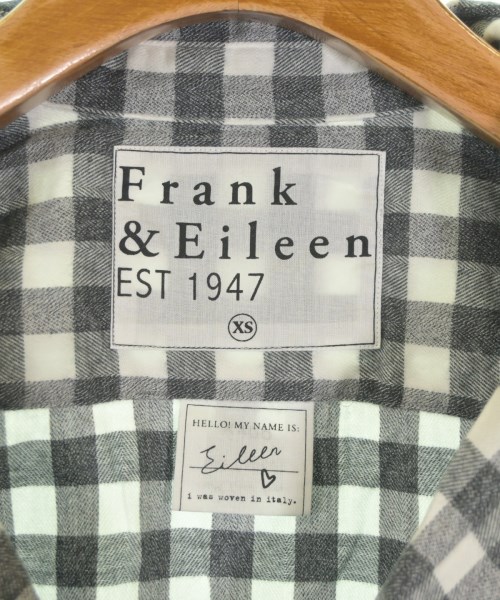 Frank
& Eileen
EST 1947
XS
HELLO! MY NAME IS:
Eileen
i was woven in italy.